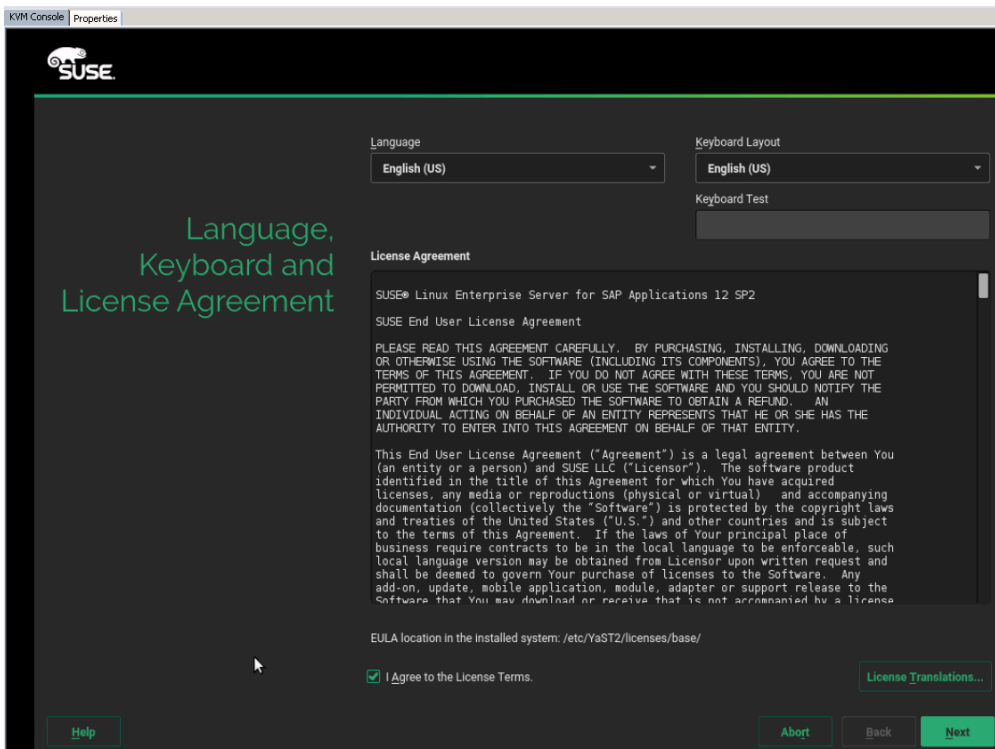 KVM Console Properties
SUSE.
Language
Keyboard Layout
English (US)
English (US)
Keyboard Test
Language,
Keyboard and
License Agreement
License Agreement
SUSE® Linux Enterprise Server for SAP Applications 12 SP2
SUSE End User License Agreement
PLEASE READ THIS AGREEMENT CAREFULLY.  BY PURCHASING, INSTALLING, DOWNLOADING
OR OTHERWISE USING THE SOFTWARE (INCLUDING ITS COMPONENTS), YOU AGREE TO THE
TERMS OF THIS AGREEMENT.  IF YOU DO NOT AGREE WITH THESE TERMS, YOU ARE NOT
PERMITTED TO DOWNLOAD, INSTALL OR USE THE SOFTWARE AND YOU SHOULD NOTIFY THE
PARTY FROM WHICH YOU PURCHASED THE SOFTWARE TO OBTAIN A REFUND.   AN
INDIVIDUAL ACTING ON BEHALF OF AN ENTITY REPRESENTS THAT HE OR SHE HAS THE
AUTHORITY TO ENTER INTO THIS AGREEMENT ON BEHALF OF THAT ENTITY.
This End User License Agreement ("Agreement") is a legal agreement between You
(an entity or a person) and SUSE LLC ("Licensor").  The software product
identified in the title of this Agreement for which You have acquired
licenses, any media or reproductions (physical or virtual)   and accompanying
documentation (collectively the "Software") is protected by the copyright laws
and treaties of the United States ("U.S.") and other countries and is subject
to the terms of this Agreement.  If the laws of Your principal place of
business require contracts to be in the local language to be enforceable, such
local language version may be obtained from Licensor upon written request and
shall be deemed to govern Your purchase of licenses to the Software.  Any
add-on, update, mobile application, module, adapter or support release to the
Software that You may download or receive that is not accompanied by a license
EULA location in the installed system: /etc/YaST2/licenses/base/
I Agree to the License Terms.
License Translations...
Help
Abort
Back
Next